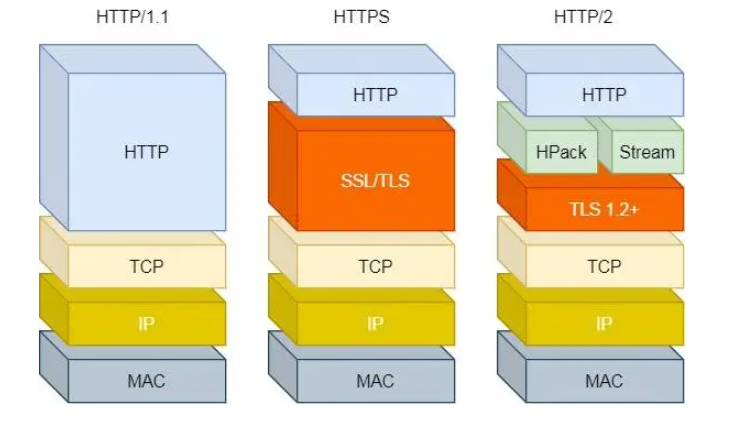 HTTP/1.1 HTTPS HTTP/2
HTTP HTTP HTTP
HPack Stream
SSL/TLS
TLS 1.2+
TCP TCP TCP
IP IP IP
MAC MAC MAC